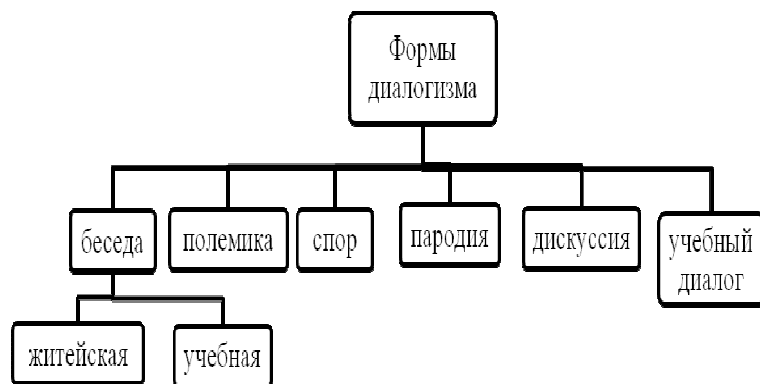 Формы
диалогизма
беседа
полемика
спор
пародия
дискуссия
учебный
диалог
житейская
учебная